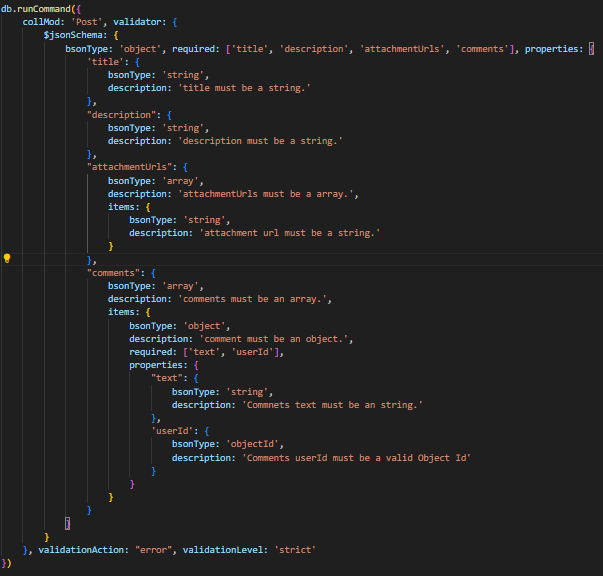 db.runCommand({
    collMod: 'Post', validator: {
        $jsonSchema: {
            bsonType: 'object', required: ['title', 'description', 'attachmentUrls', 'comments'], properties: {
                'title': {
                    bsonType: 'string',
                    description: 'title must be a string.'
                },
                "description": {
                    bsonType: 'string',
                    description: 'description must be a string.'
                },
                "attachmentUrls": {
                    bsonType: 'array',
                    description: 'attachmentUrls must be a array.',
                    items: {
                        bsonType: 'string',
                        description: 'attachment url must be a string.'
                    }
                },
                "comments": {
                    bsonType: 'array',
                    description: 'comments must be an array.',
                    items: {
                        bsonType: 'object',
                        description: 'comment must be an object.',
                        required: ['text', 'userId'],
                        properties: {
                            "text": {
                                bsonType: 'string',
                                description: 'Commnets text must be an string.'
                            },
                            'userId': {
                                bsonType: 'objectId',
                                description: 'Comments userId must be a valid Object Id'
                            }
                        }
                    }
                }
            }
        }
    }, validationAction: "error", validationLevel: 'strict'
})